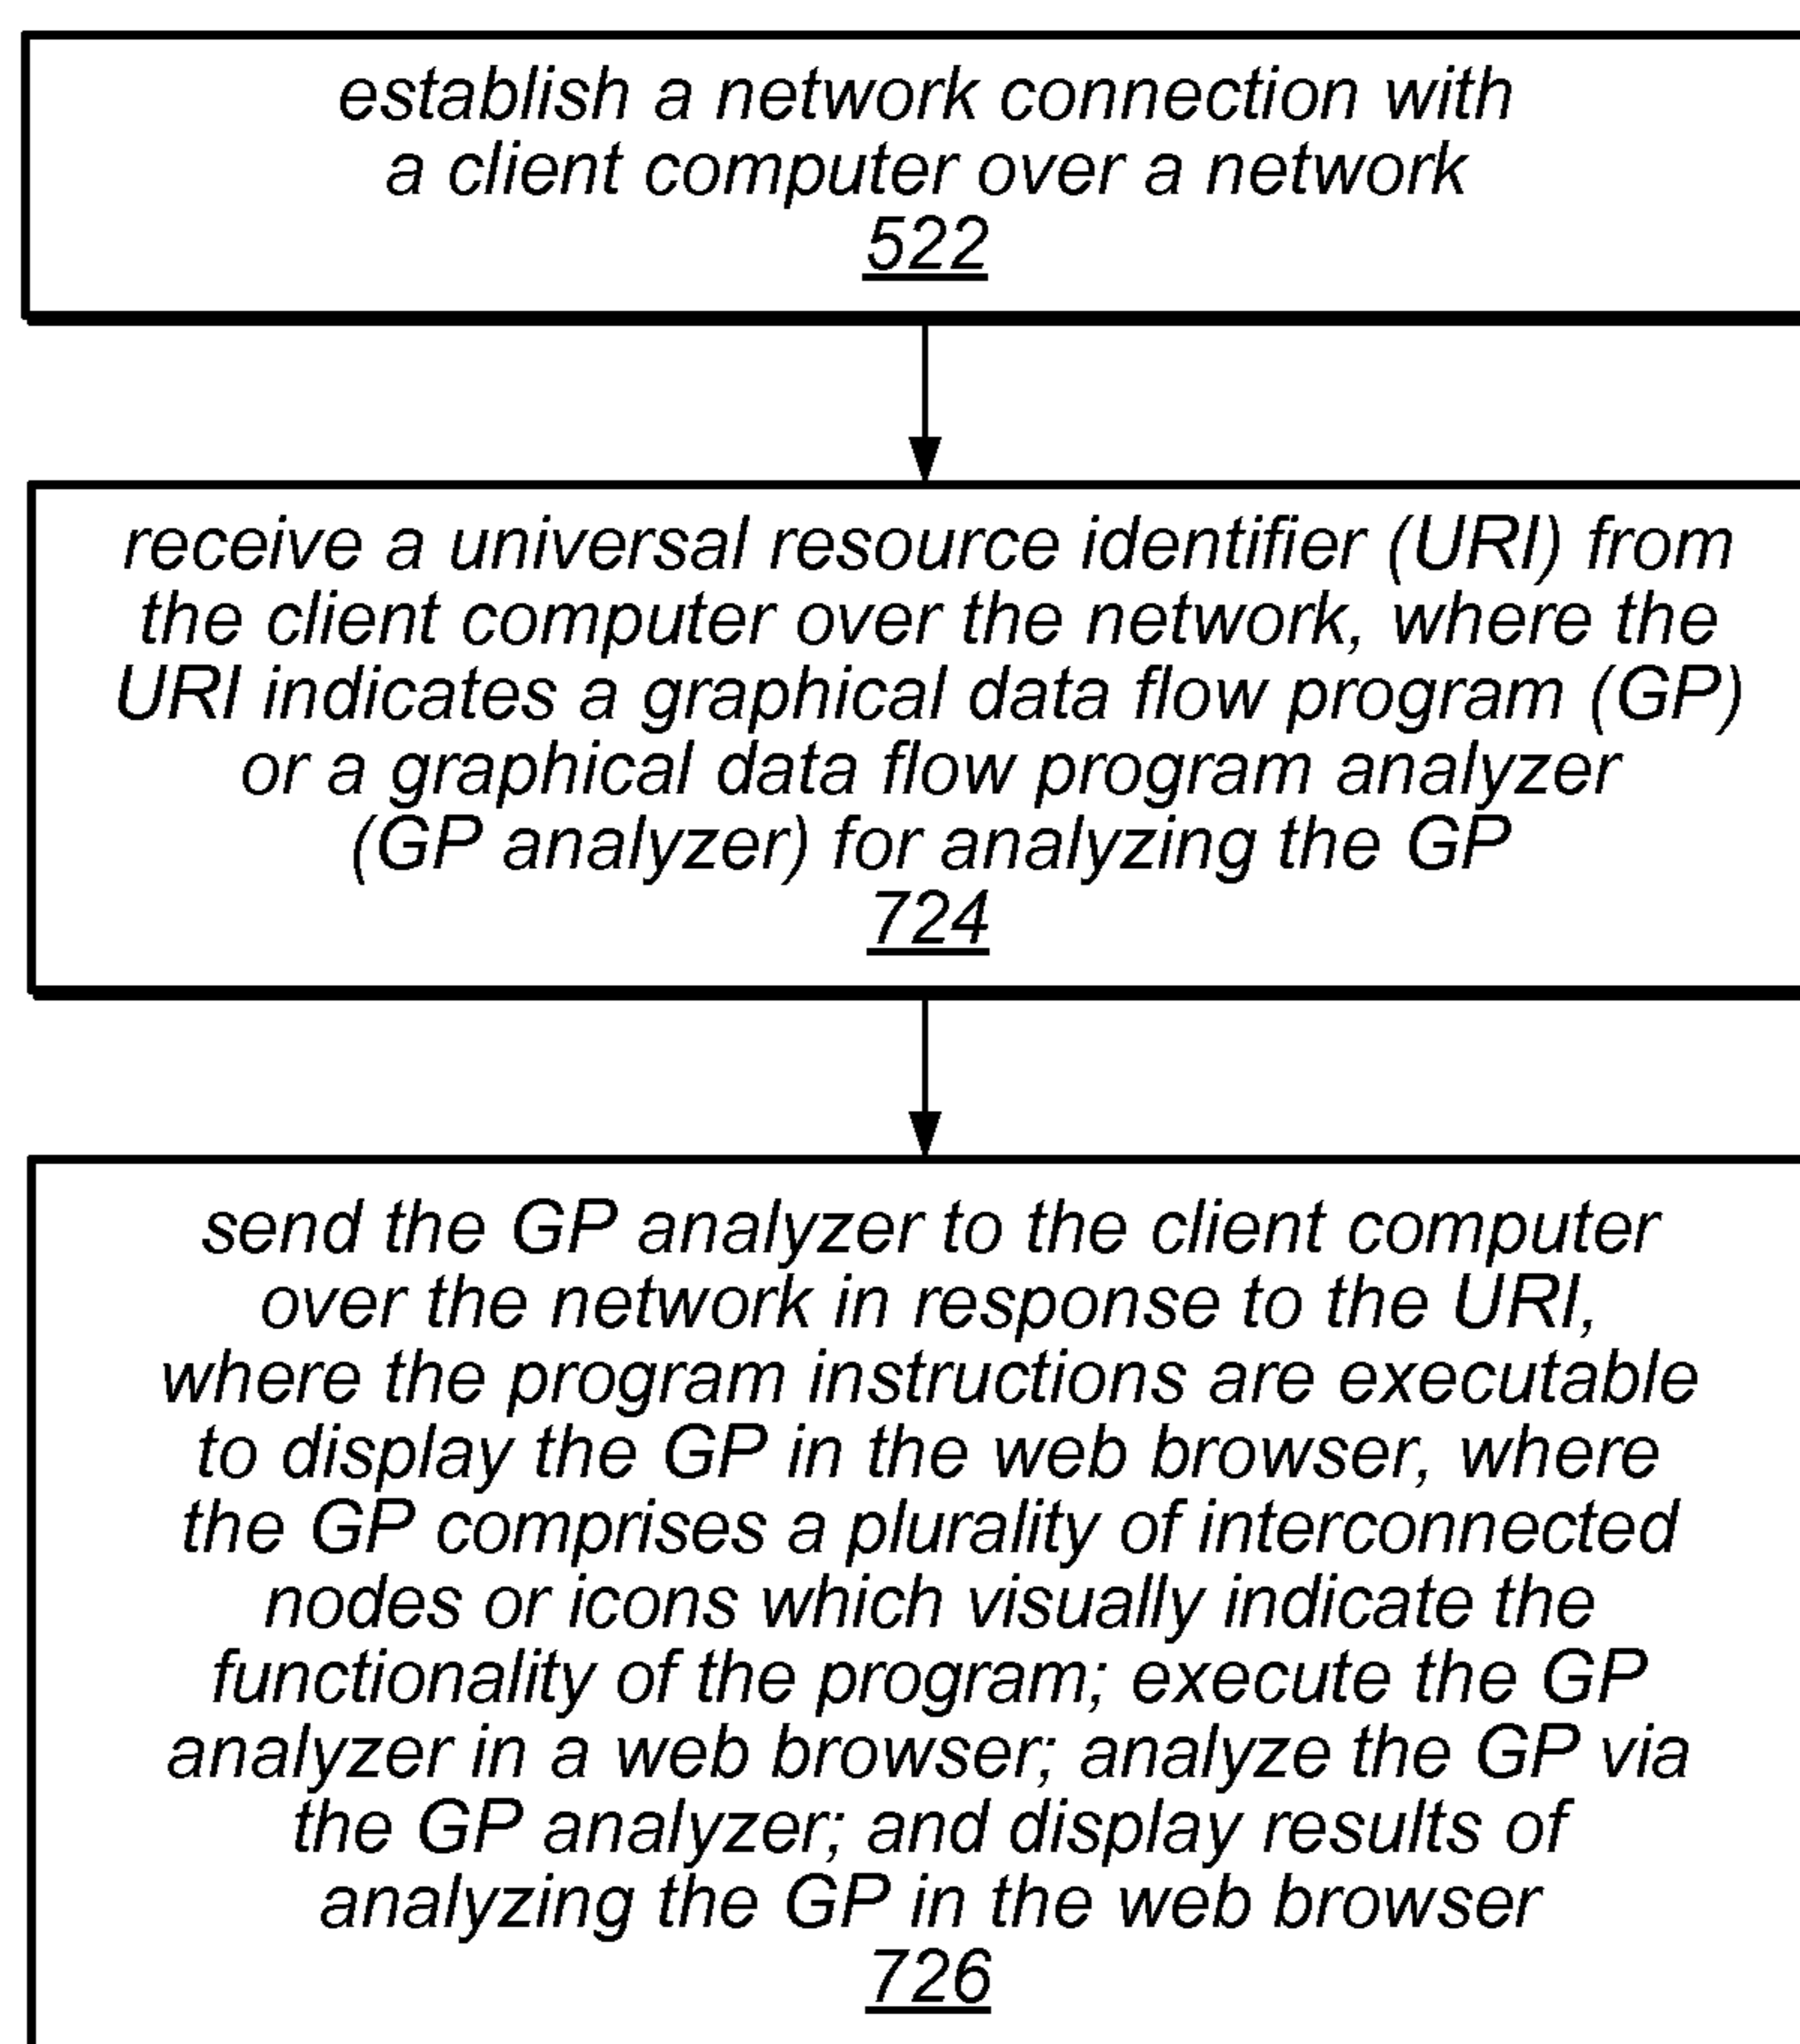 establish a network connection with
a client computer over a network
522
receive a universal resource identifier (URI) from
the client computer over the network, where the
URI indicates a graphical data flow program (GP)
or a graphical data flow program analyzer
(GP analyzer) for analyzing the GP
724
send the GP analyzer to the client computer
over the network in response to the URI,
where the program instructions are executable
to display the GP in the web browser, where
the GP comprises a plurality of interconnected
nodes or icons which visually indicate the
functionality of the program; execute the GP
analyzer in a web browser; analyze the GP via
the GP analyzer; and display results of
analyzing the GP in the web browser
726